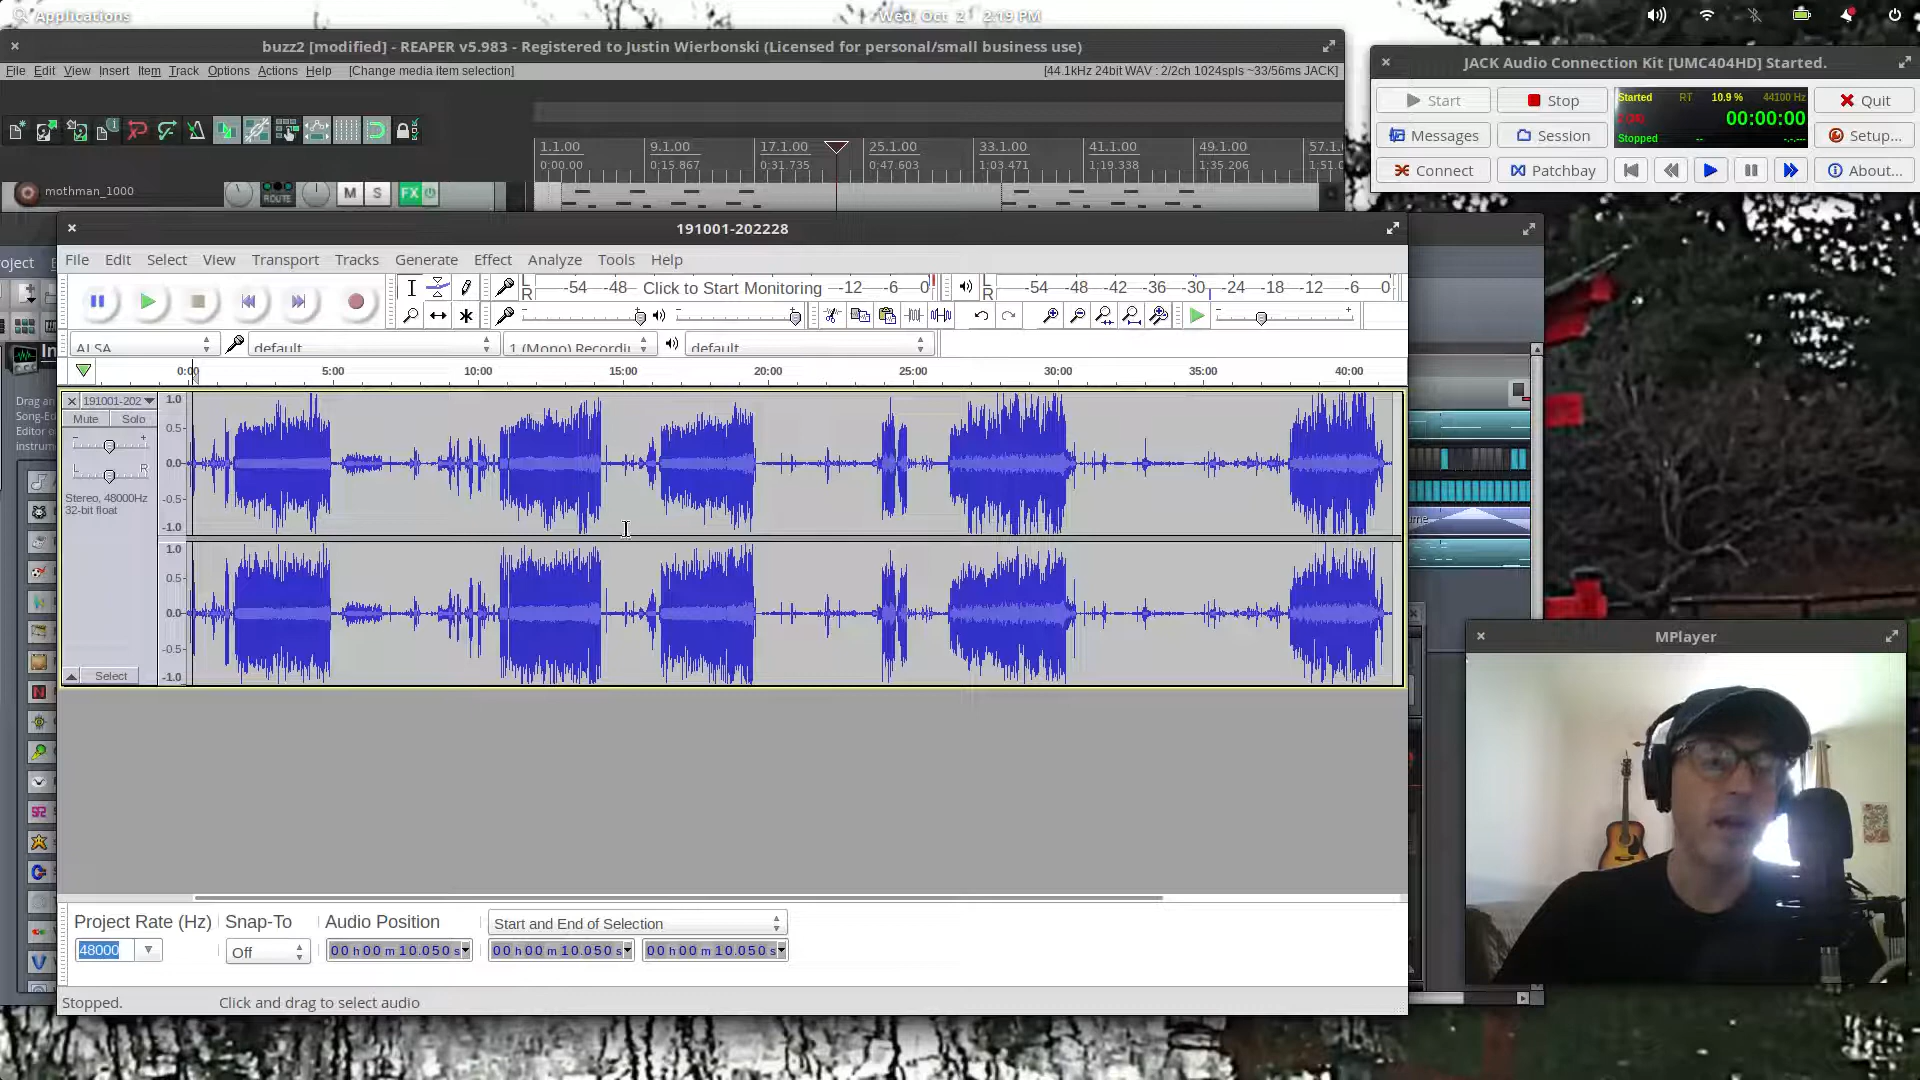 Applications
Wed, Oct 2 2:19 PM
buzz2 [modified] - REAPER v5.983 - Registered to Justin Wierbonski (Licensed for personal/small business use)
File Edit View Insert Item Track Options Actions Help [Change media item selection]
[44.1kHz 24bit WAV : 2/2ch 1024spls ~33/56ms JACK]
1.1.00 9.1.00 17.1.00 25.1.00 33.1.00 41.1.00 49.1.00 57.1.
0:00.00 0:15.867 0:31.735 0:47.603 1:03.471 1:19.338 1:35.206 1:51.0
mothman_1000
ROUTE
M S FX
JACK Audio Connection Kit [UMC404HD] Started.
Start Stop
Started RT 10.9 % 44100 Hz
00:00:00
Stopped -- -.-.---
Quit
Messages Session Setup...
Connect Patchbay About...
191001-202228
File Edit Select View Transport Tracks Generate Effect Analyze Tools Help
L
R
-54 -48 Click to Start Monitoring -12 -6 0
L
R
-54 -48 -42 -36 -30 -24 -18 -12 -6 0
ALSA default 1 (Mono) Recordi default
0:00 5:00 10:00 15:00 20:00 25:00 30:00 35:00 40:00
191001-202
Mute Solo
- +
L R
Stereo, 48000Hz
32-bit float
Select
1.0
0.5
0.0
-0.5
-1.0
1.0
0.5
0.0
-0.5
-1.0
oject
In
Drag an
Song-Ed
Editor o
instrum
me
MPlayer
Project Rate (Hz) Snap-To Audio Position Start and End of Selection
48000 Off 00 h 00 m 10.050 s 00 h 00 m 10.050 s 00 h 00 m 10.050 s
Stopped. Click and drag to select audio